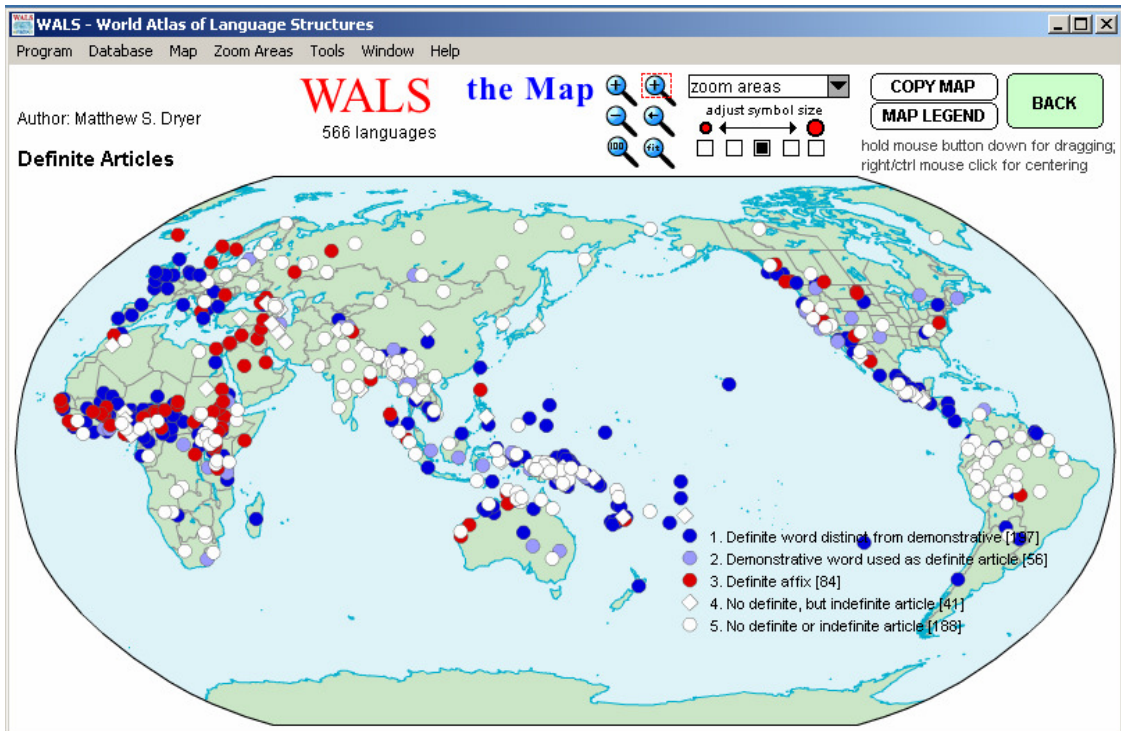 WALS - World Atlas of Language Structures
Program Database Map Zoom Areas Tools Window Help
WALS the Map
566 languages
Author: Matthew S. Dryer
Definite Articles
100 fit
zoom areas
adjust symbol size
COPY MAP
MAP LEGEND
BACK
hold mouse button down for dragging;
right/ctrl mouse click for centering
1. Definite word distinct from demonstrative [197]
2. Demonstrative word used as definite article [56]
3. Definite affix [84]
4. No definite, but indefinite article [41]
5. No definite or indefinite article [188]